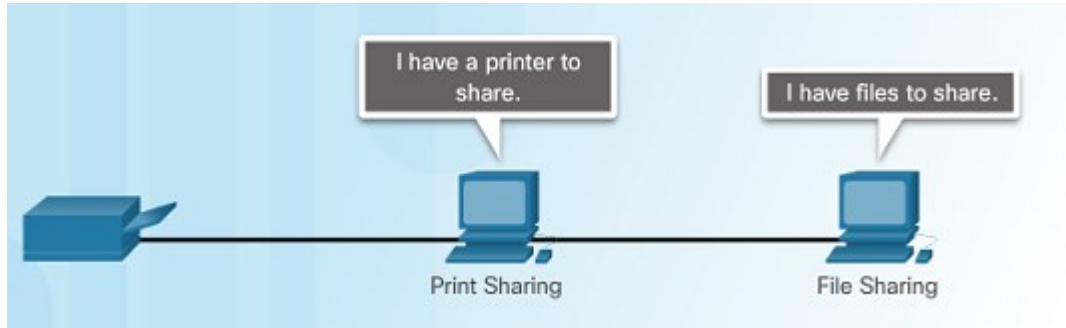 I have a printer to
share.
I have files to share.
Print Sharing
File Sharing